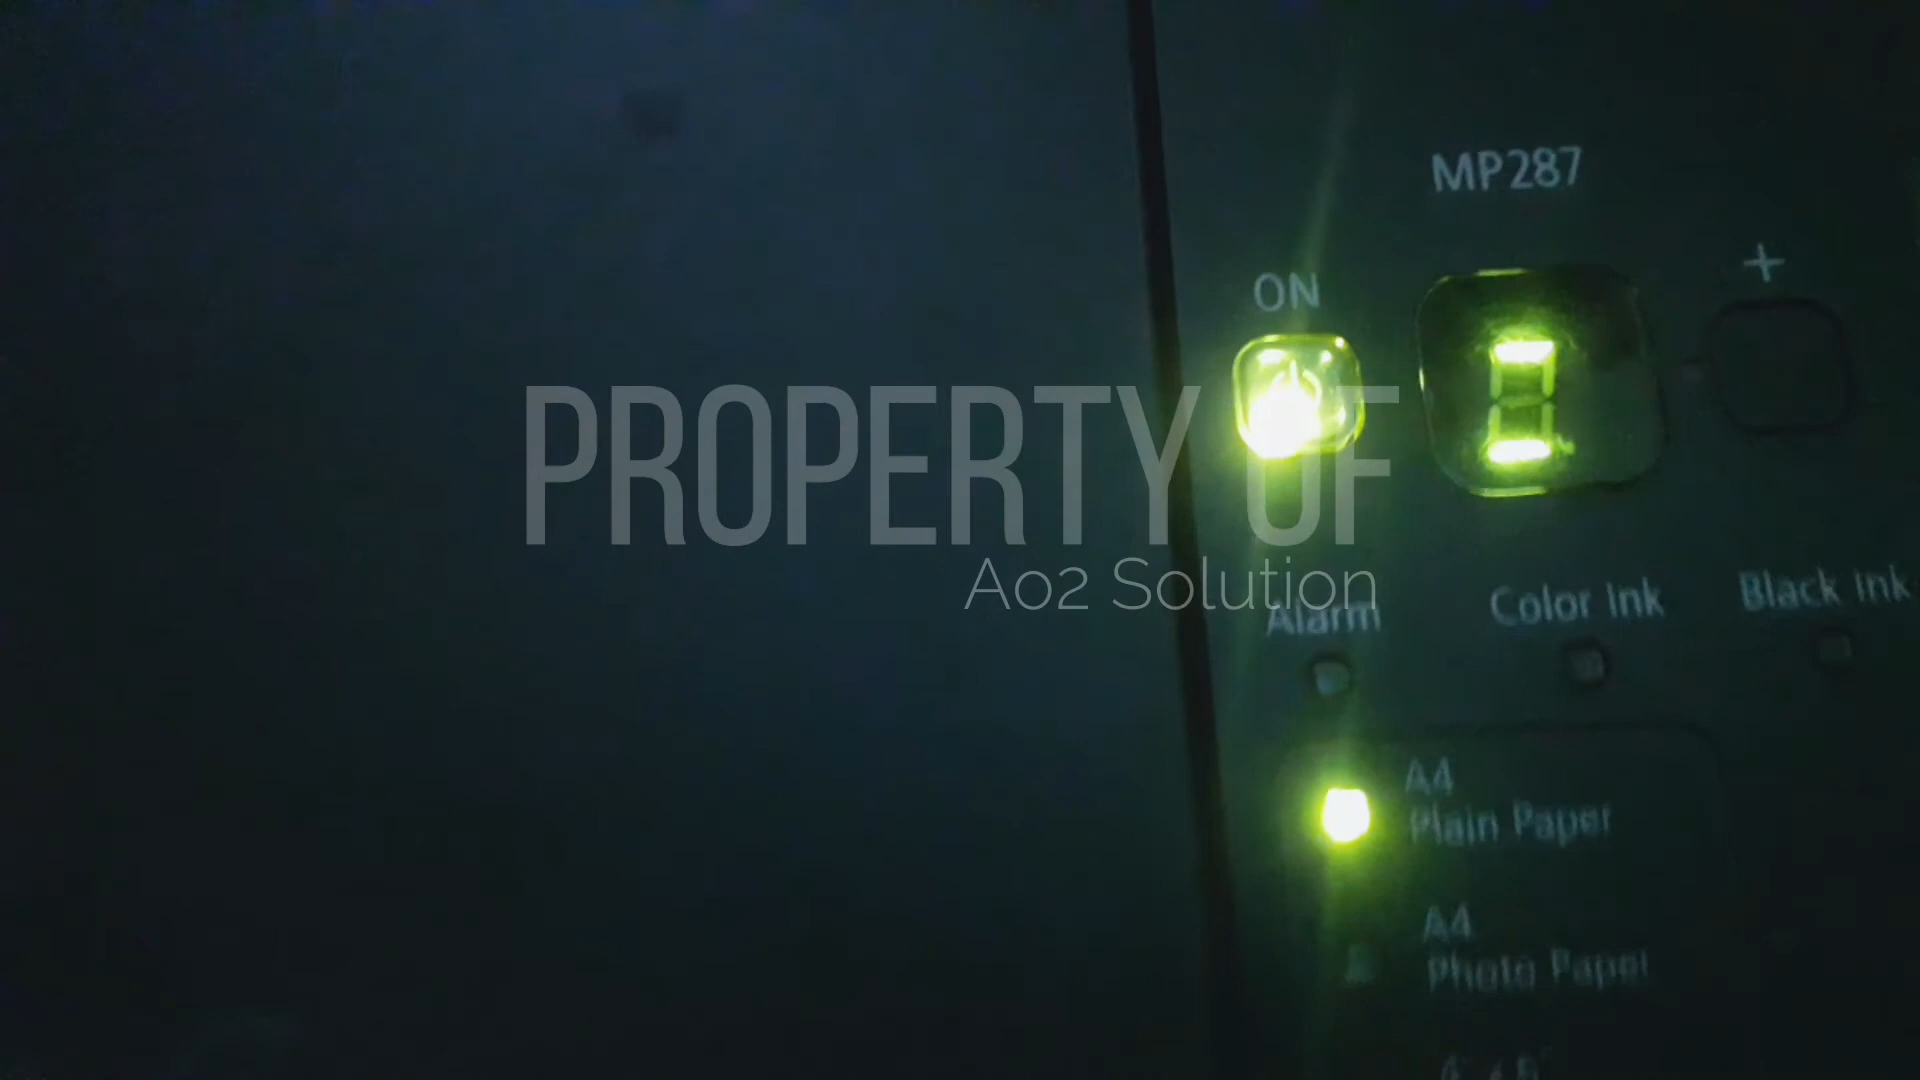 MP287
+
ON
PROPERTY OF
Ao2 Solution
Alarm
Color Ink
Black Ink
A4
Plain Paper
A4
Photo Paper